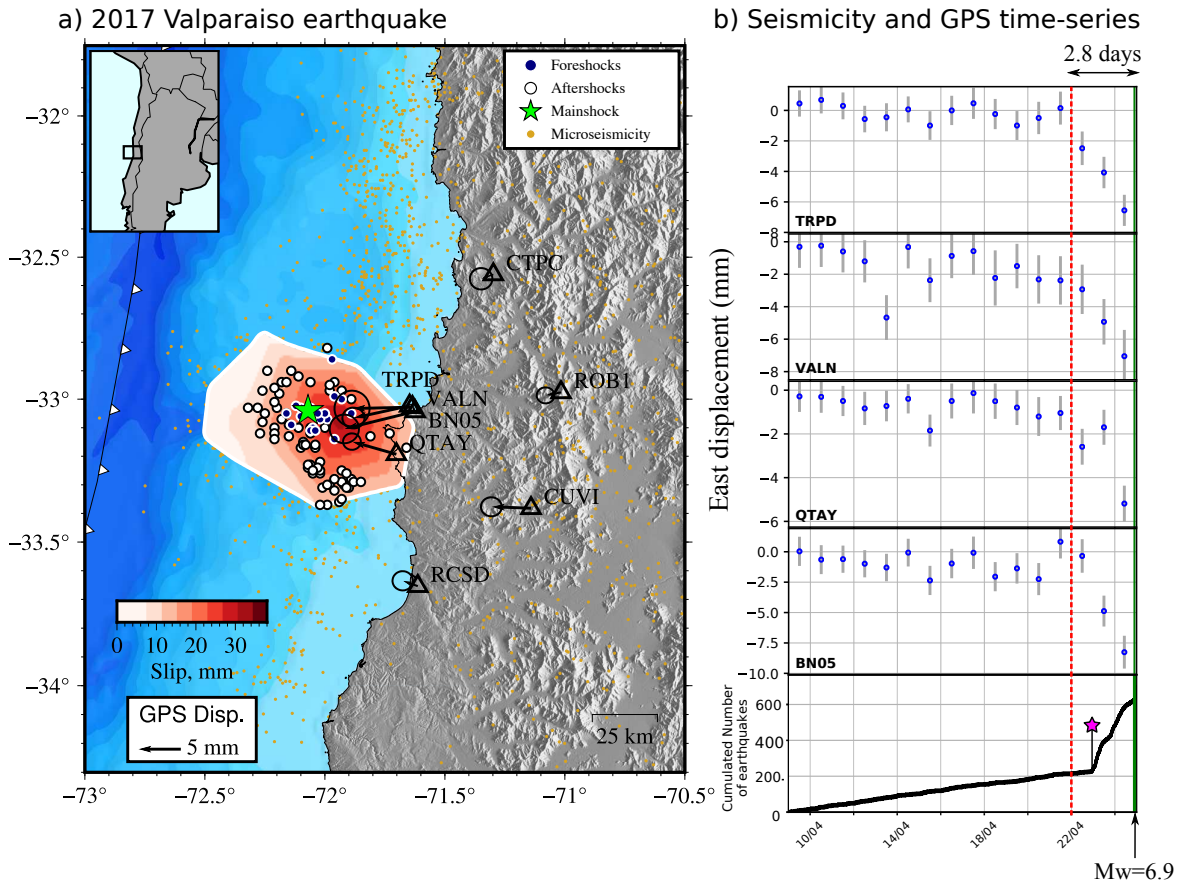 a) 2017 Valparaiso earthquake
Foreshocks
Aftershocks
Mainshock
Microseismicity
−32°
−32.5°
−33°
−33.5°
−34°
CTPC
ROB1
TRPD
VALN
BN05
QTAY
CUVI
RCSD
0 20 30
Slip, mm
GPS Disp.
5 mm
25 km
−73° −72.5° −72° −71.5° −71° −70.5°
b) Seismicity and GPS time-series
2.8 days
East displacement (mm)
0
−2
−4
−6
−8
TRPD
0
−2
−4
−6
−8
VALN
0
−2
−4
−6
QTAY
0.0
−2.5
−5.0
−7.5
−10.0
BN05
Cumulated Number
of earthquakes
600
400
200
0
10/04 14/04 18/04 22/04
Mw=6.9